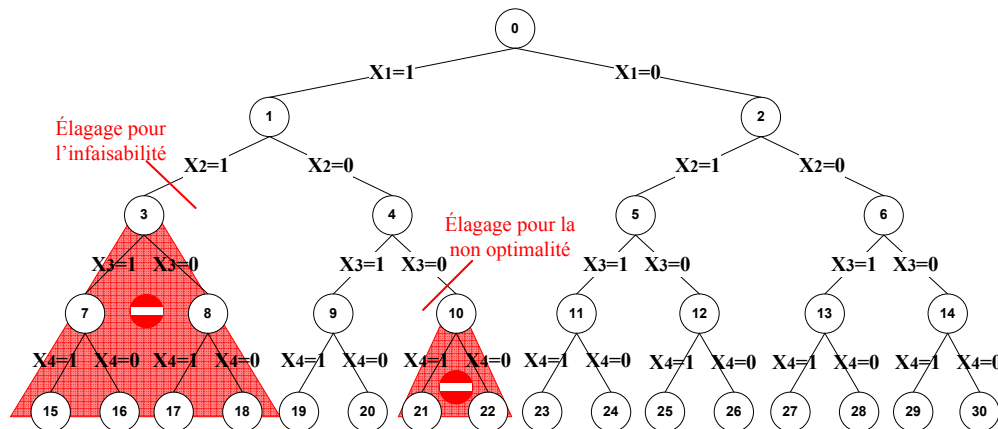 0
X1=1
X1=0
1
2
Élagage pour
l'infaisabilité
X2=1
X2=0
X2=1
X2=0
3
4
5
6
Élagage pour la
non optimalité
X3=1
X3=0
X3=1
X3=0
X3=1
X3=0
X3=1
X3=0
7
8
9
10
11
12
13
14
X4=1
X4=0
X4=1
X4=0
X4=1
X4=0
X4=1
X4=0
X4=1
X4=0
X4=1
X4=0
X4=1
X4=0
X4=1
X4=0
15
16
17
18
19
20
21
22
23
24
25
26
27
28
29
30